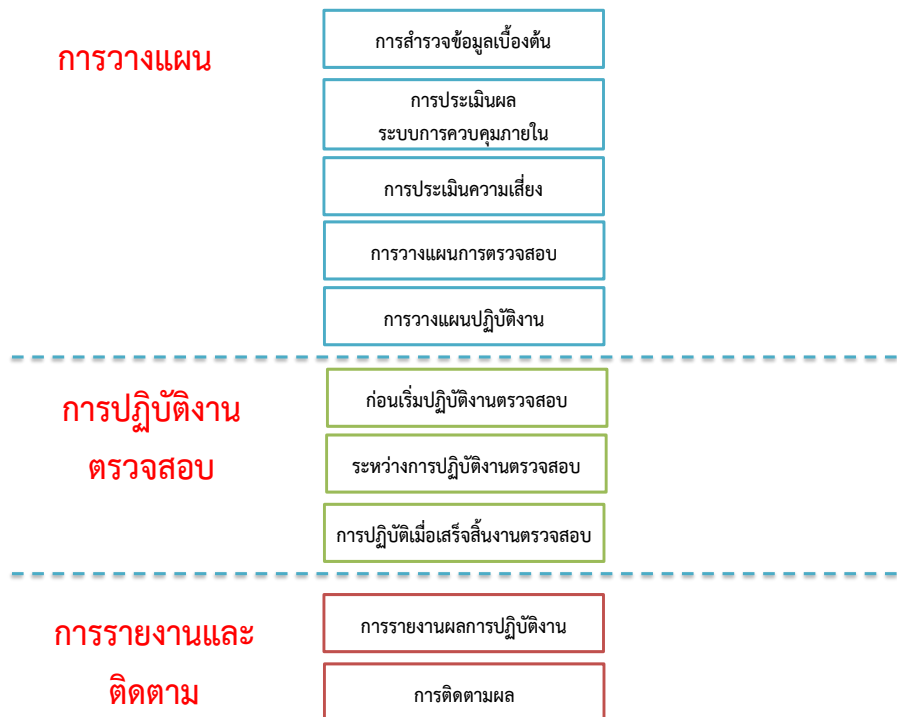 การวางแผน
การสำรวจข้อมูลเบื้องต้น
การประเมินผล
ระบบการควบคุมภายใน
การประเมินความเสี่ยง
การวางแผนการตรวจสอบ
การวางแผนปฏิบัติงาน
การปฏิบัติงาน
ตรวจสอบ
ก่อนเริ่มปฏิบัติงานตรวจสอบ
ระหว่างการปฏิบัติงานตรวจสอบ
การปฏิบัติเมื่อเสร็จสิ้นงานตรวจสอบ
การรายงานและ
ติดตาม
การรายงานผลการปฏิบัติงาน
การติดตามผล